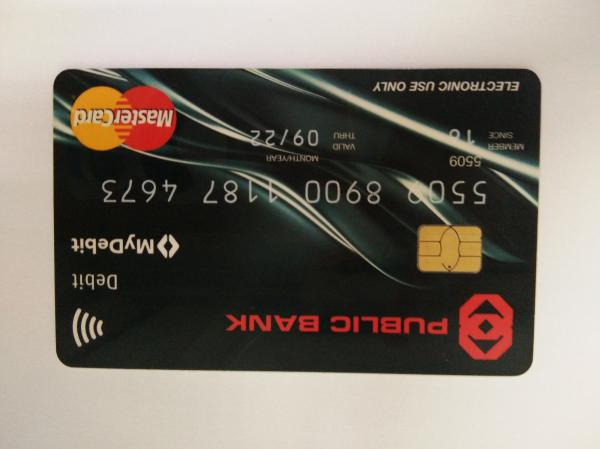 PUBLIC BANK
Debit
MyDebit
5509 8900 1187 4673
5509 MONTH/YEAR
MEMBER SINCE 16 VALID THRU 09/22
MasterCard
ELECTRONIC USE ONLY